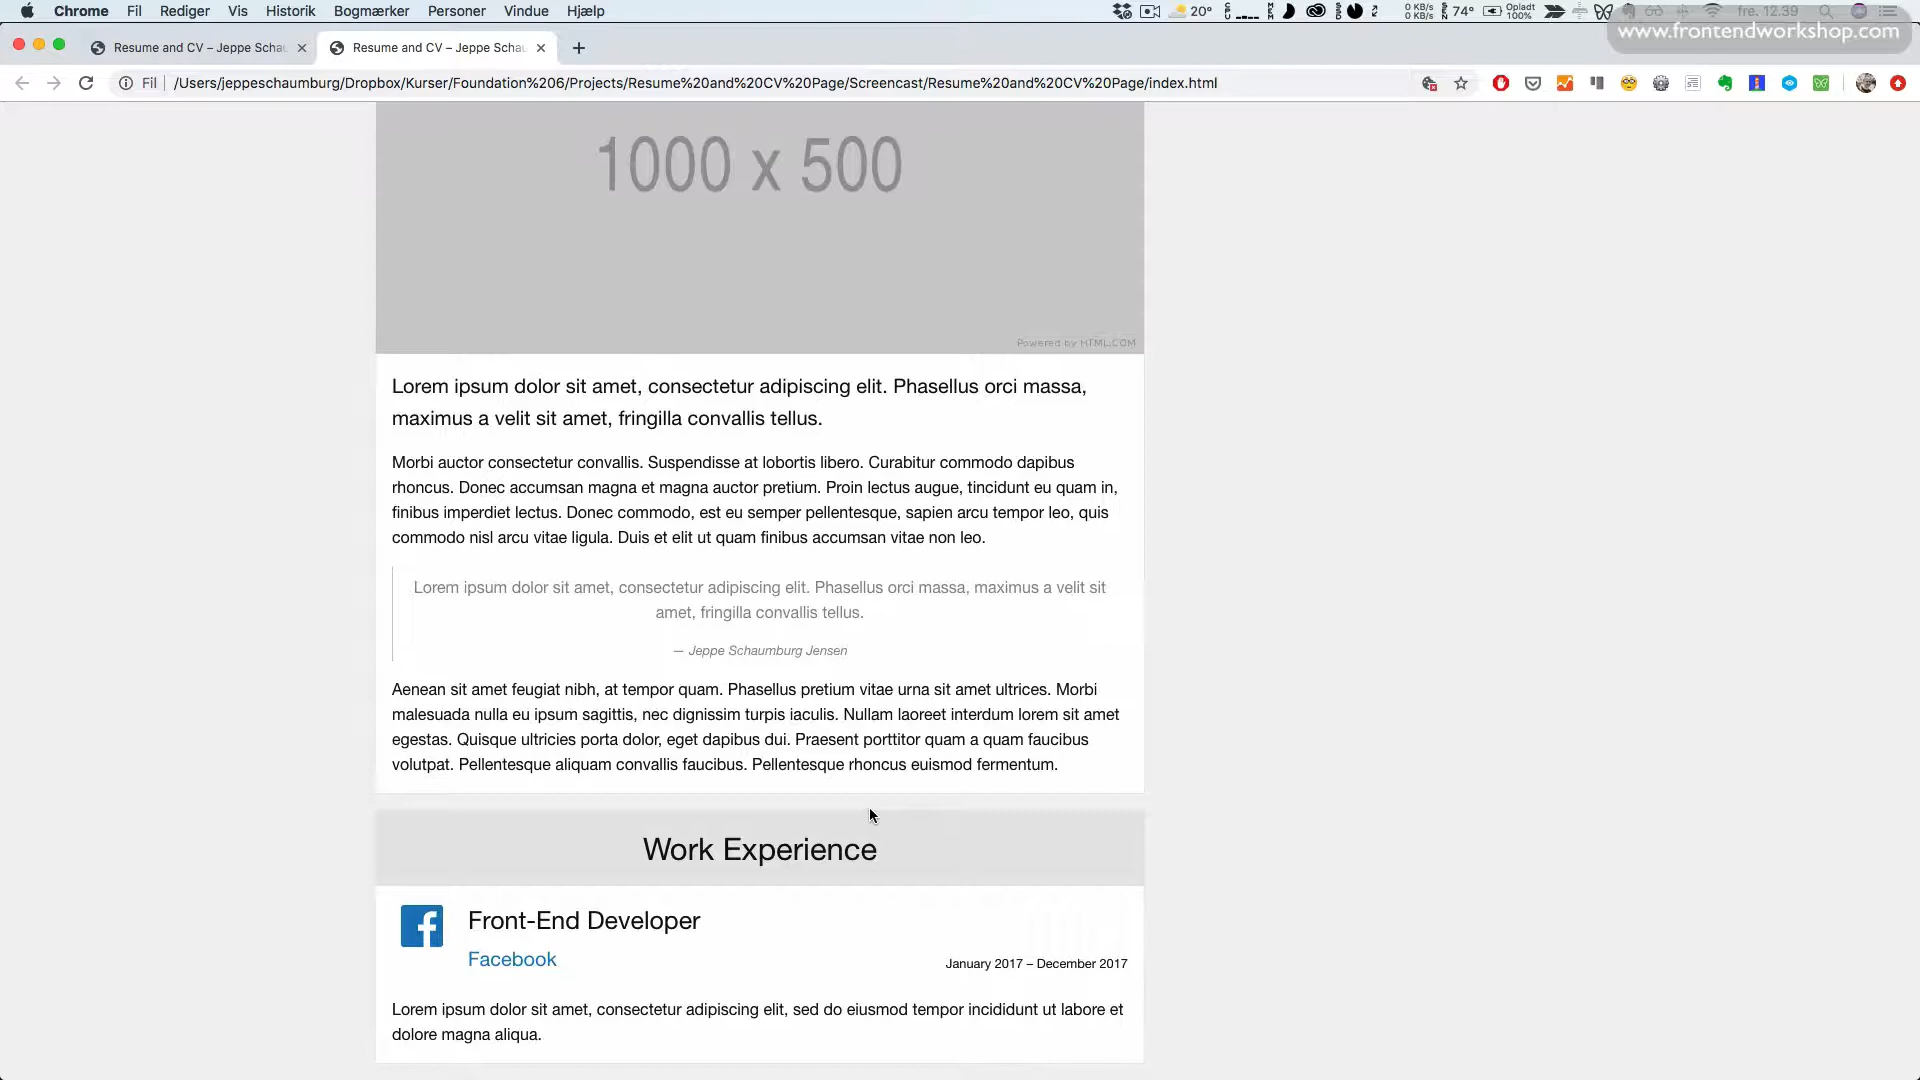 Chrome Fil Rediger Vis Historik Bogmærker Personer Vindue Hjælp 20° 0 KB/s 0 KB/s 74° Opladt 100% fre. 12.39
www.frontendworkshop.com
Resume and CV – Jeppe Schau Resume and CV – Jeppe Schau
Fil /Users/jeppeschaumburg/Dropbox/Kurser/Foundation%206/Projects/Resume%20and%20CV%20Page/Screencast/Resume%20and%20CV%20Page/index.html
1000 x 500
Powered by HTML.COM
Lorem ipsum dolor sit amet, consectetur adipiscing elit. Phasellus orci massa,
maximus a velit sit amet, fringilla convallis tellus.
Morbi auctor consectetur convallis. Suspendisse at lobortis libero. Curabitur commodo dapibus
rhoncus. Donec accumsan magna et magna auctor pretium. Proin lectus augue, tincidunt eu quam in,
finibus imperdiet lectus. Donec commodo, est eu semper pellentesque, sapien arcu tempor leo, quis
commodo nisl arcu vitae ligula. Duis et elit ut quam finibus accumsan vitae non leo.
Lorem ipsum dolor sit amet, consectetur adipiscing elit. Phasellus orci massa, maximus a velit sit
amet, fringilla convallis tellus.
— Jeppe Schaumburg Jensen
Aenean sit amet feugiat nibh, at tempor quam. Phasellus pretium vitae urna sit amet ultrices. Morbi
malesuada nulla eu ipsum sagittis, nec dignissim turpis iaculis. Nullam laoreet interdum lorem sit amet
egestas. Quisque ultricies porta dolor, eget dapibus dui. Praesent porttitor quam a quam faucibus
volutpat. Pellentesque aliquam convallis faucibus. Pellentesque rhoncus euismod fermentum.
Work Experience
Front-End Developer
Facebook
January 2017 – December 2017
Lorem ipsum dolor sit amet, consectetur adipiscing elit, sed do eiusmod tempor incididunt ut labore et
dolore magna aliqua.